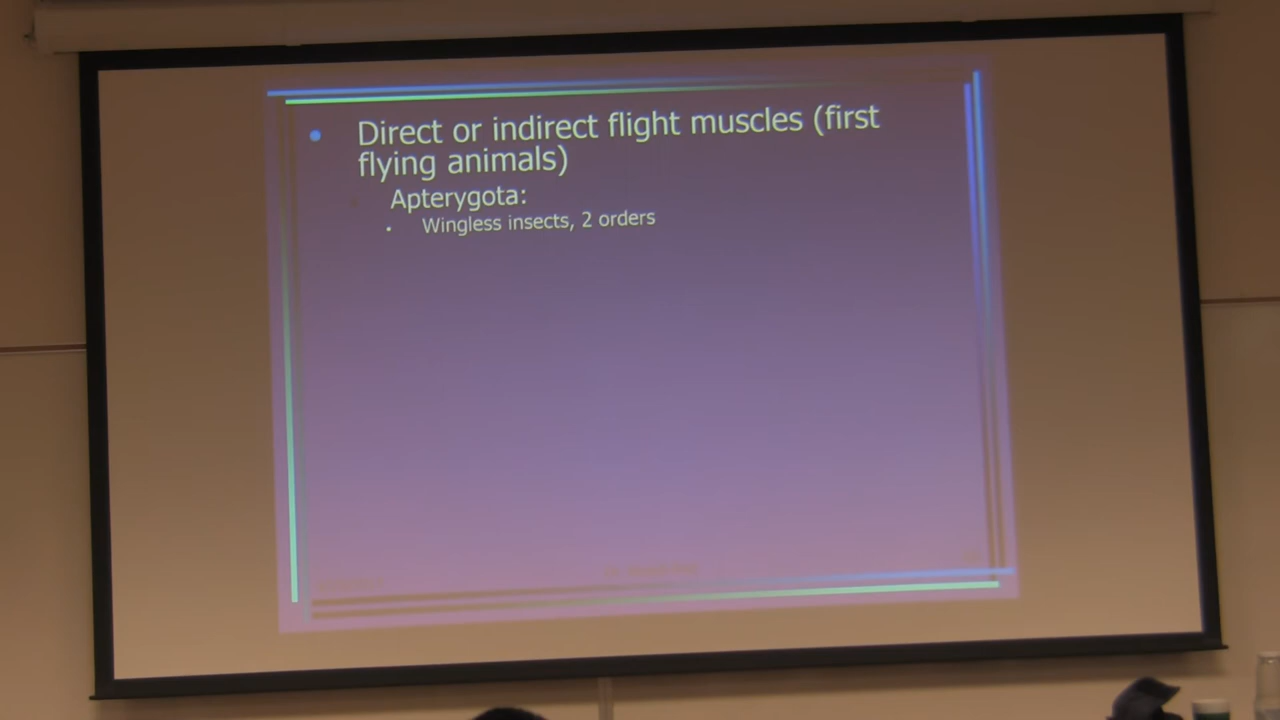 Direct or indirect flight muscles (first
flying animals)
Apterygota:
Wingless insects, 2 orders